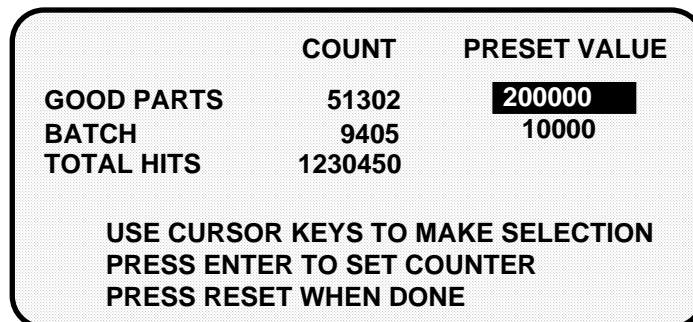 COUNT PRESET VALUE
GOOD PARTS 51302 200000
BATCH 9405 10000
TOTAL HITS 1230450
USE CURSOR KEYS TO MAKE SELECTION
PRESS ENTER TO SET COUNTER
PRESS RESET WHEN DONE